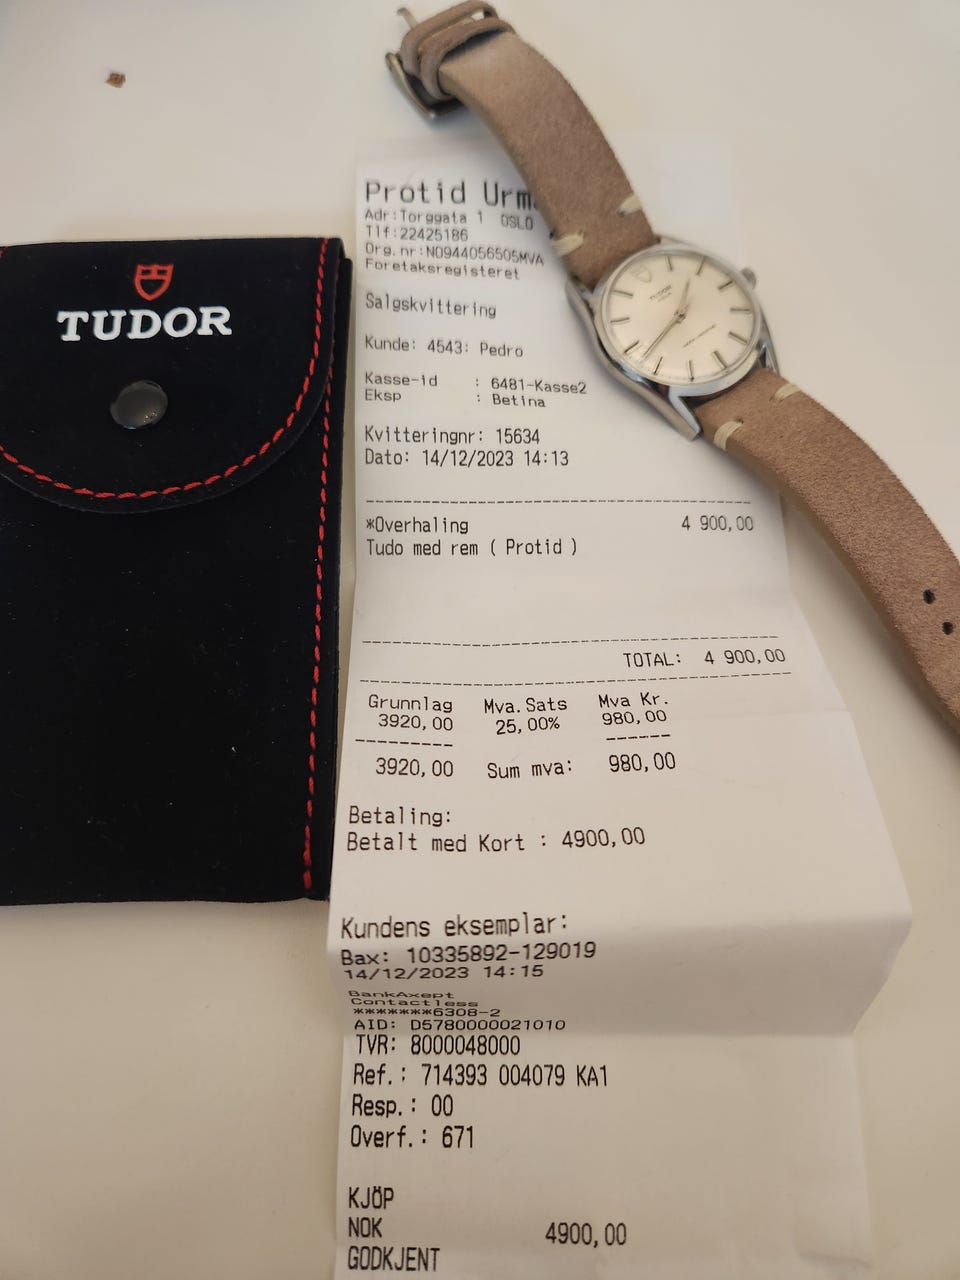 TUDOR
Protid
Adr:Torggata 1 OSLO
Tlf:22425186
Org.nr:NO944056505MVA
Foretaksregisteret
Salgskvittering
Kunde: 4543: Pedro
Kasse-id : 6481-Kasse2
Eksp : Betina
Kvitteringnr: 15634
Dato: 14/12/2023 14:13
*Overhaling 4 900,00
Tudo med rem ( Protid )
TOTAL: 4 900,00
Grunnlag Mva.Sats Mva Kr.
3920,00 25,00% 980,00
3920,00 Sum mva: 980,00
Betaling:
Betalt med Kort : 4900,00
Kundens eksemplar:
Bax: 10335892-129019
14/12/2023 14:15
BankAxept
Contactless
*******6308-2
AID: D5780000021010
TVR: 8000048000
Ref.: 714393 004079 KA1
Resp.: 00
Overf.: 671
KJÖP
NOK 4900,00
GODKJENT
TUDOR